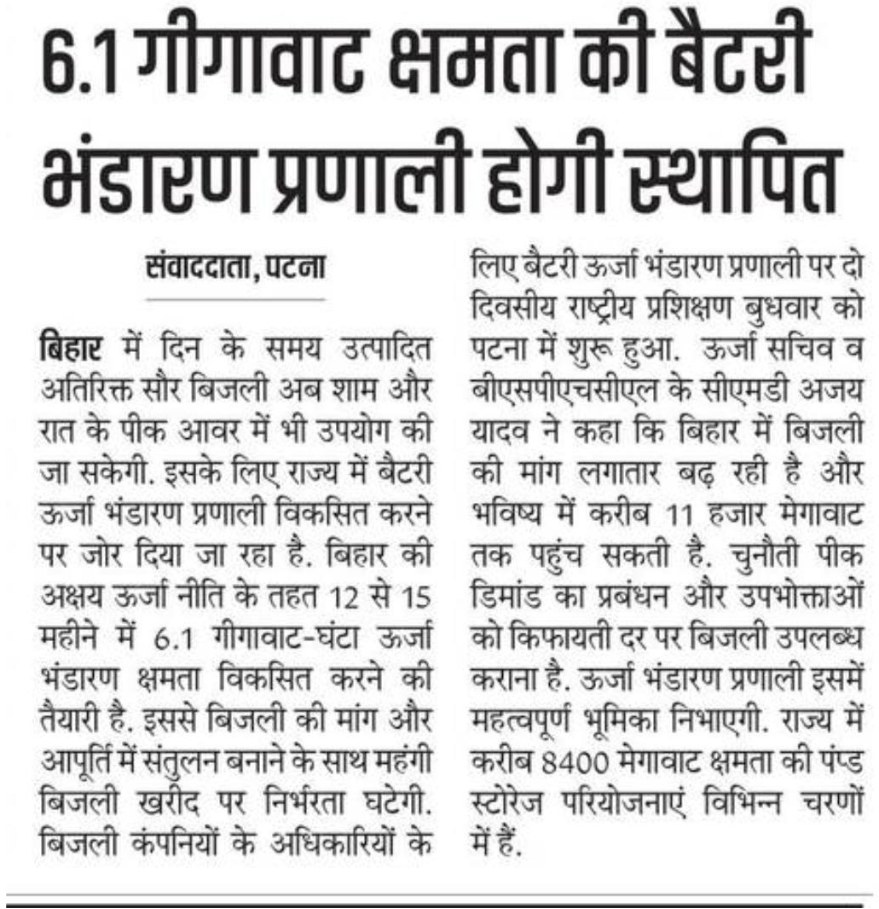 6.1 गीगावाट क्षमता की बैटरी
भंडारण प्रणाली होगी स्थापित
संवाददाता, पटना
बिहार में दिन के समय उत्पादित
अतिरिक्त सौर बिजली अब शाम और
रात के पीक आवर में भी उपयोग की
जा सकेगी. इसके लिए राज्य में बैटरी
ऊर्जा भंडारण प्रणाली विकसित करने
पर जोर दिया जा रहा है. बिहार की
अक्षय ऊर्जा नीति के तहत 12 से 15
महीने में 6.1 गीगावाट-घंटा ऊर्जा
भंडारण क्षमता विकसित करने की
तैयारी है. इससे बिजली की मांग और
आपूर्ति में संतुलन बनाने के साथ महंगी
बिजली खरीद पर निर्भरता घटेगी.
बिजली कंपनियों के अधिकारियों के
लिए बैटरी ऊर्जा भंडारण प्रणाली पर दो
दिवसीय राष्ट्रीय प्रशिक्षण बुधवार को
पटना में शुरू हुआ. ऊर्जा सचिव व
बीएसपीएचसीएल के सीएमडी अजय
यादव ने कहा कि बिहार में बिजली
की मांग लगातार बढ़ रही है और
भविष्य में करीब 11 हजार मेगावाट
तक पहुंच सकती है. चुनौती पीक
डिमांड का प्रबंधन और उपभोक्ताओं
को किफायती दर पर बिजली उपलब्ध
कराना है. ऊर्जा भंडारण प्रणाली इसमें
महत्वपूर्ण भूमिका निभाएगी. राज्य में
करीब 8400 मेगावाट क्षमता की पंप्ड
स्टोरेज परियोजनाएं विभिन्न चरणों
में हैं.